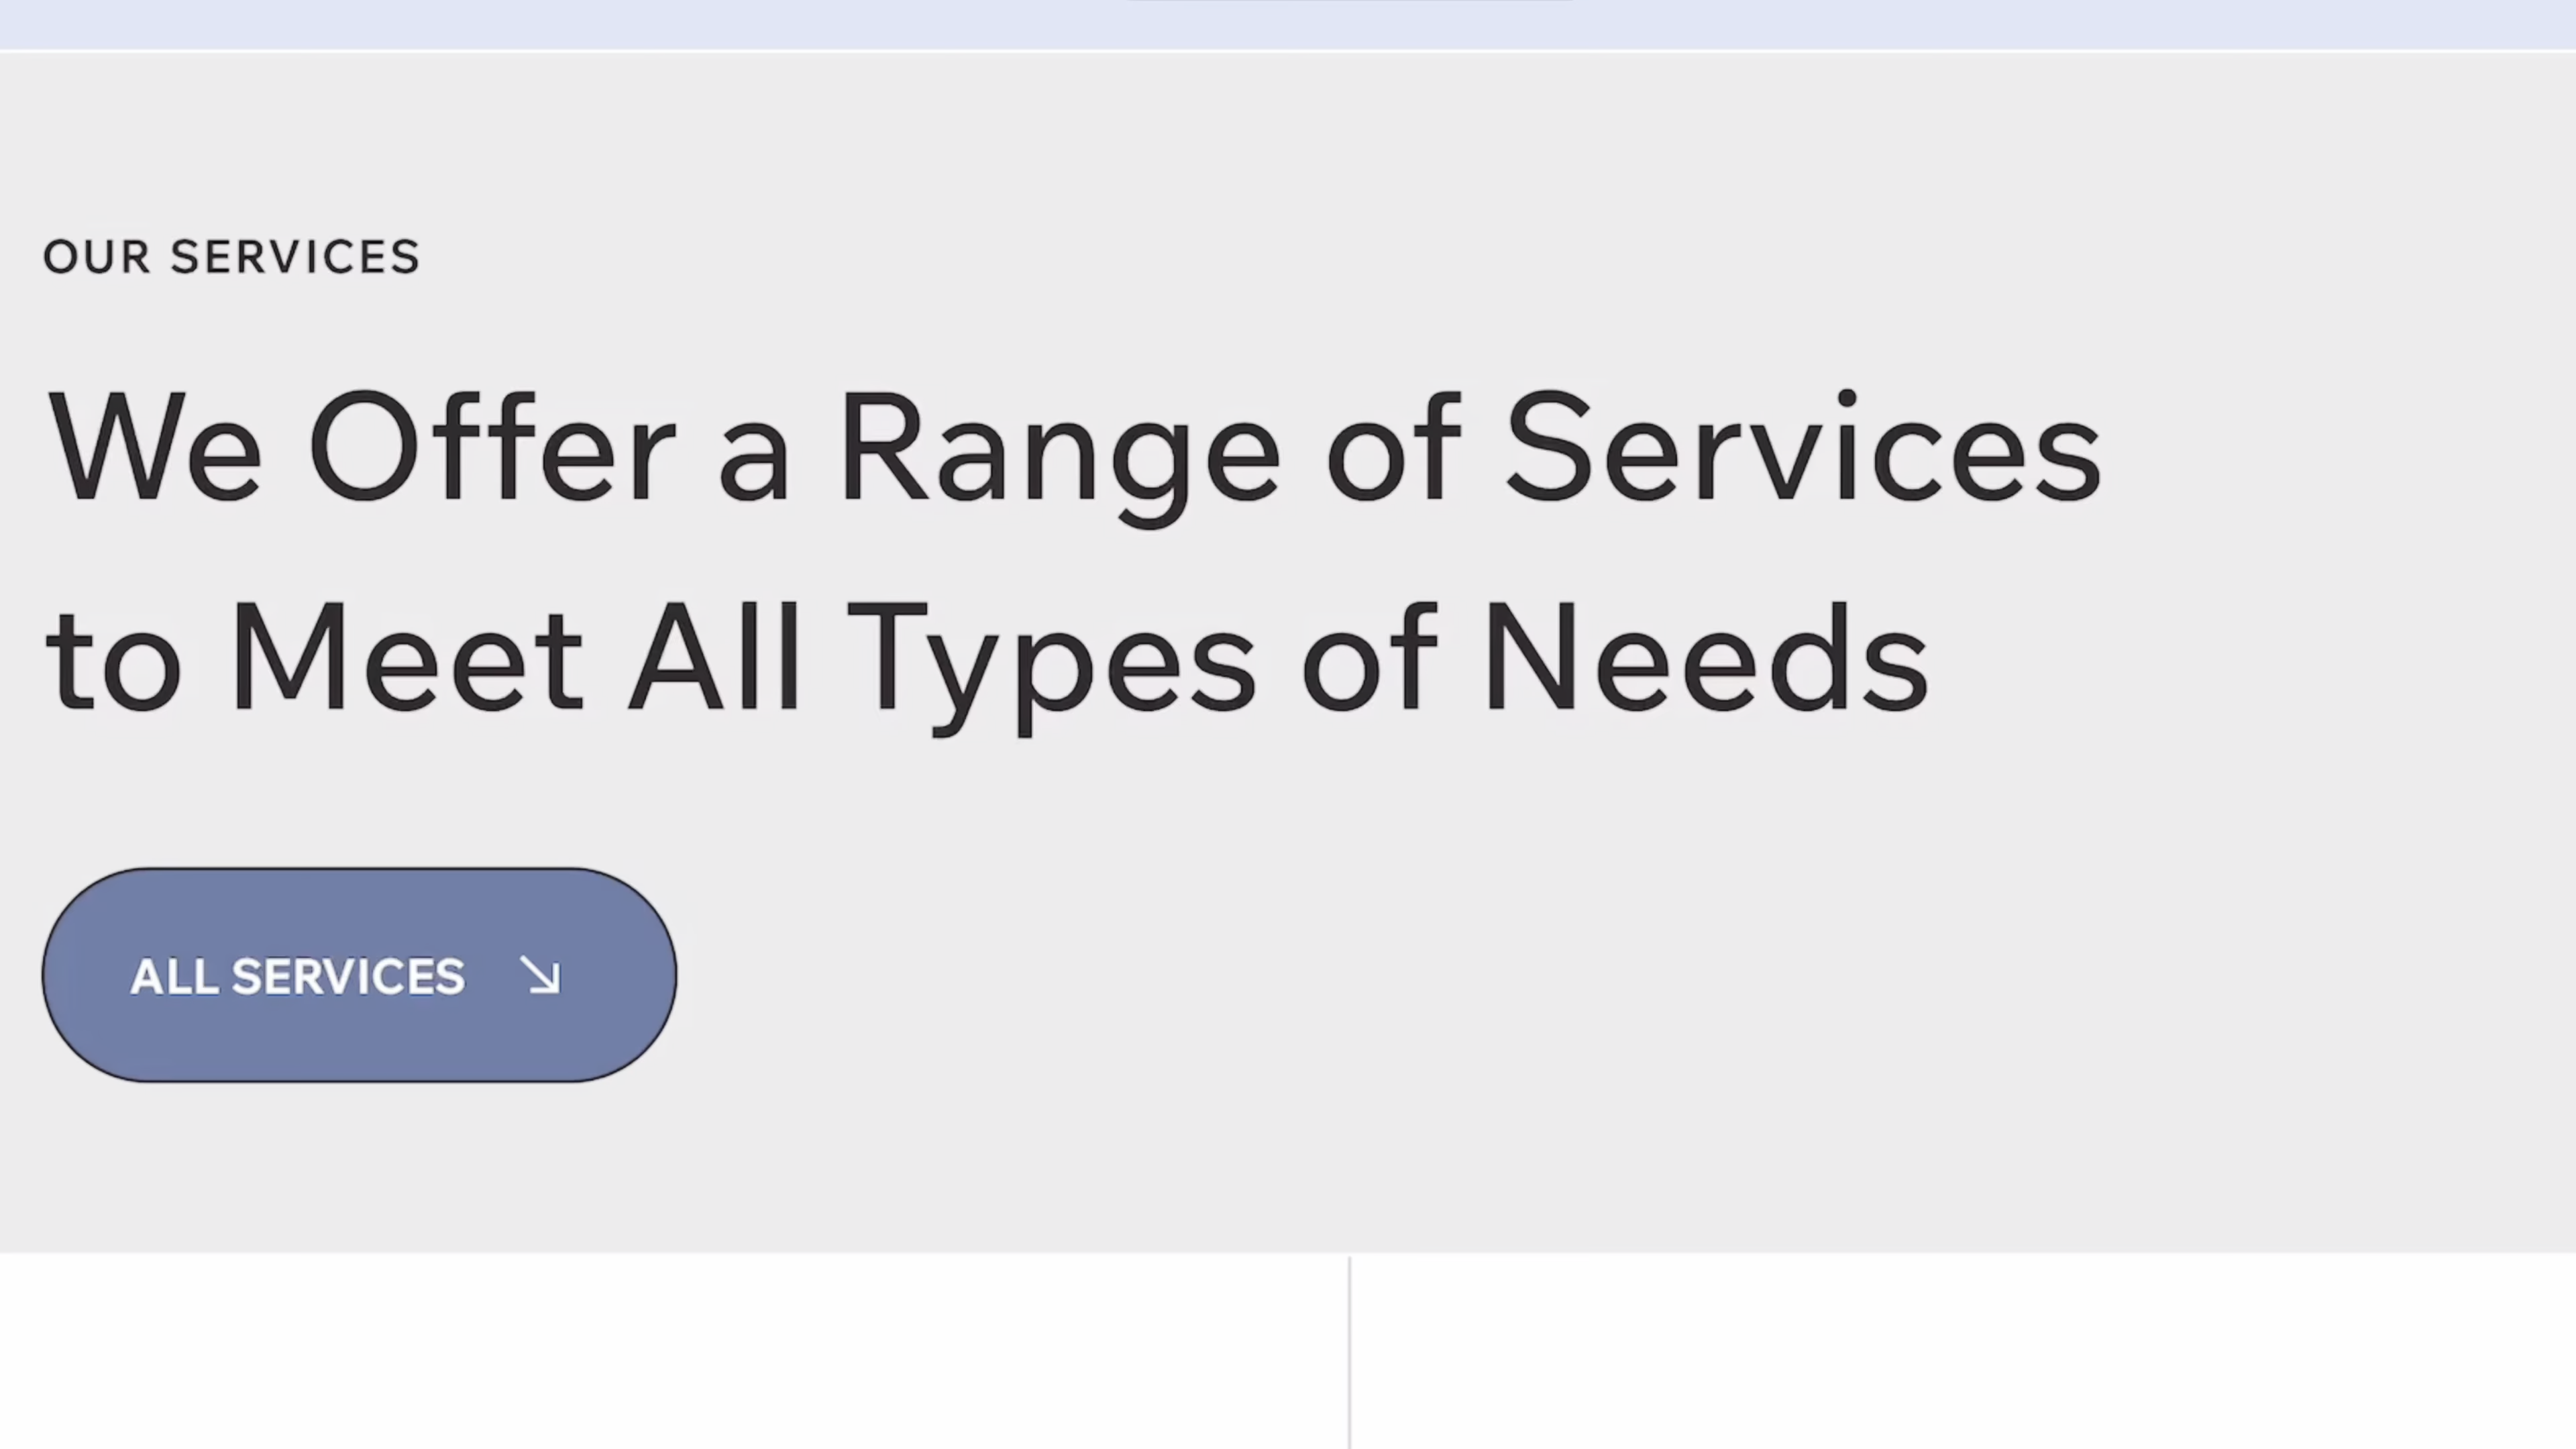 OUR SERVICES
We Offer a Range of Services
to Meet All Types of Needs
ALL SERVICES